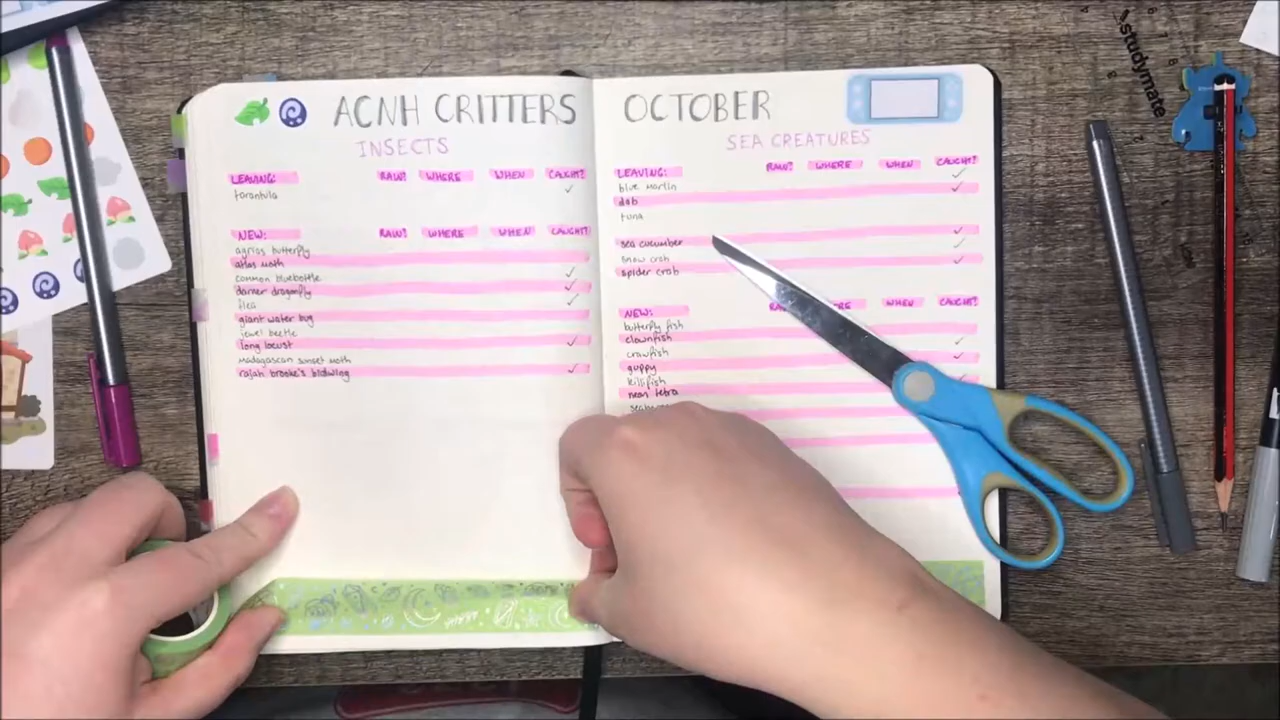 ACNH CRITTERS
INSECTS
LEAVING: RAIN? WHERE WHEN CAUGHT?
tarantula ✓
NEW: RAIN? WHERE WHEN CAUGHT?
agrias butterfly
atlas moth
common bluebottle ✓
darner dragonfly ✓
flea ✓
giant water bug
jewel beetle
long locust ✓
Madagascan sunset moth
rajah brooke's birdwing ✓
OCTOBER
SEA CREATURES
LEAVING: RAIN? WHERE WHEN CAUGHT?
blue marlin ✓
dab ✓
tuna
sea cucumber ✓
snow crab ✓
spider crab ✓
NEW: WHEN CAUGHT?
butterfly fish
clownfish ✓
crawfish ✓
guppy
killifish
neon tetra
studymate